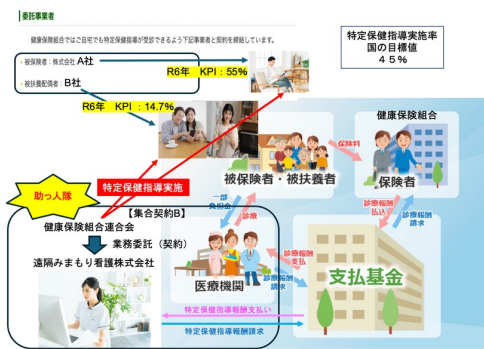 委託事業者
健康保険組合ではご自宅でも特定保健指導が受診できるよう下記事業者と契約を締結しています。
・被保険者：株式会社 A社
・被扶養配偶者： B社
R6年 KPI：55%
R6年 KPI：14.7%
特定保健指導実施率
国の目標値
４５％
健康保険組合
保険料
被保険者・被扶養者
保険者
助っ人隊
特定保健指導実施
一部
負担金
診療
診療報酬
払込
診療報酬
請求
【集合契約B】
健康保険組合連合会
業務委託（契約）
遠隔みまもり看護株式会社
医療機関
診療報酬
支払
診療報酬
請求
支払基金
特定保健指導報酬支払い
特定保健指導報酬請求